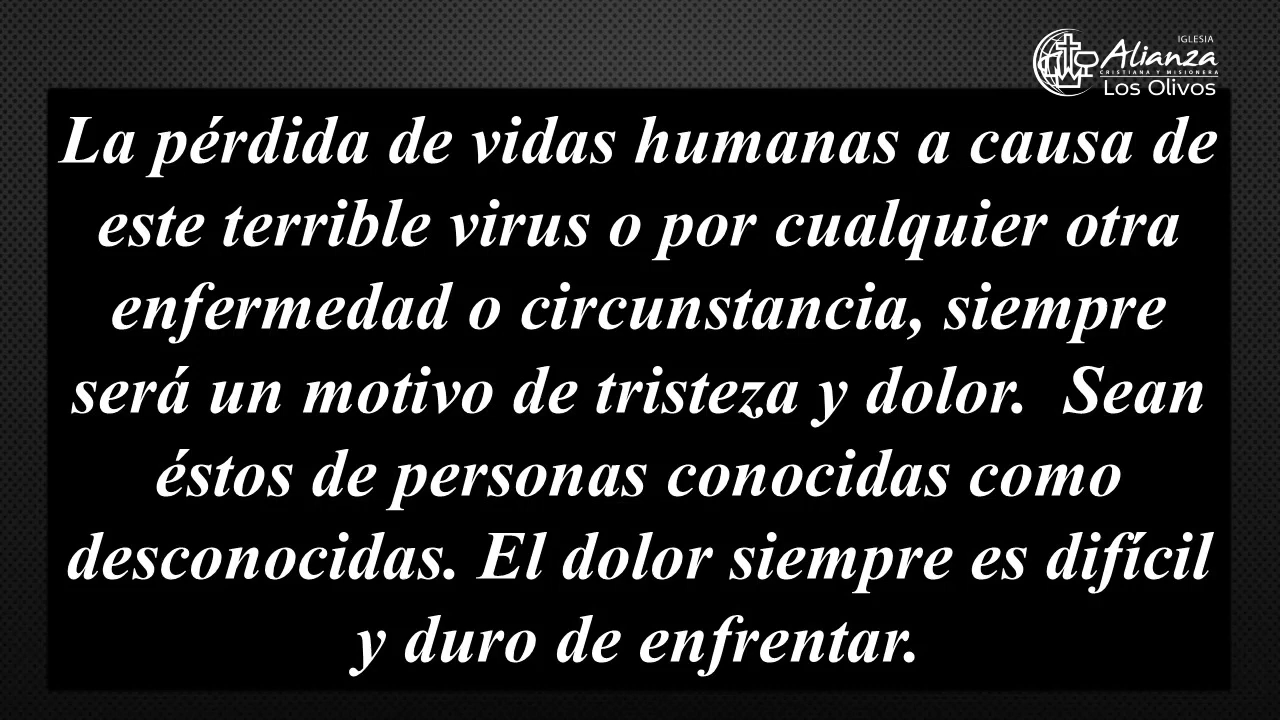 IGLESIA
Alianza
CRISTIANA Y MISIONERA
Los Olivos
La pérdida de vidas humanas a causa de
este terrible virus o por cualquier otra
enfermedad o circunstancia, siempre
será un motivo de tristeza y dolor.  Sean
éstos de personas conocidas como
desconocidas. El dolor siempre es difícil
y duro de enfrentar.